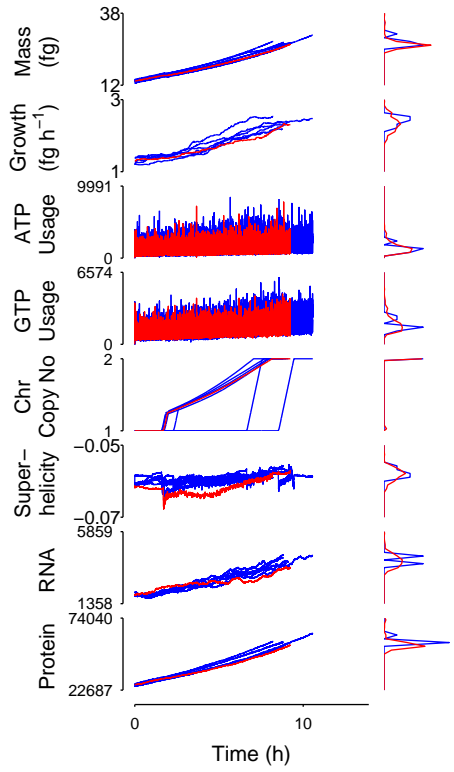 38
Mass
(fg)
12
3
Growth
(fg h⁻¹)
1
9991
ATP
Usage
0
6574
GTP
Usage
0
2
Chr
Copy No
1
−0.05
Super−
helicity
−0.07
5859
RNA
1358
74040
Protein
22687
0 10
Time (h)